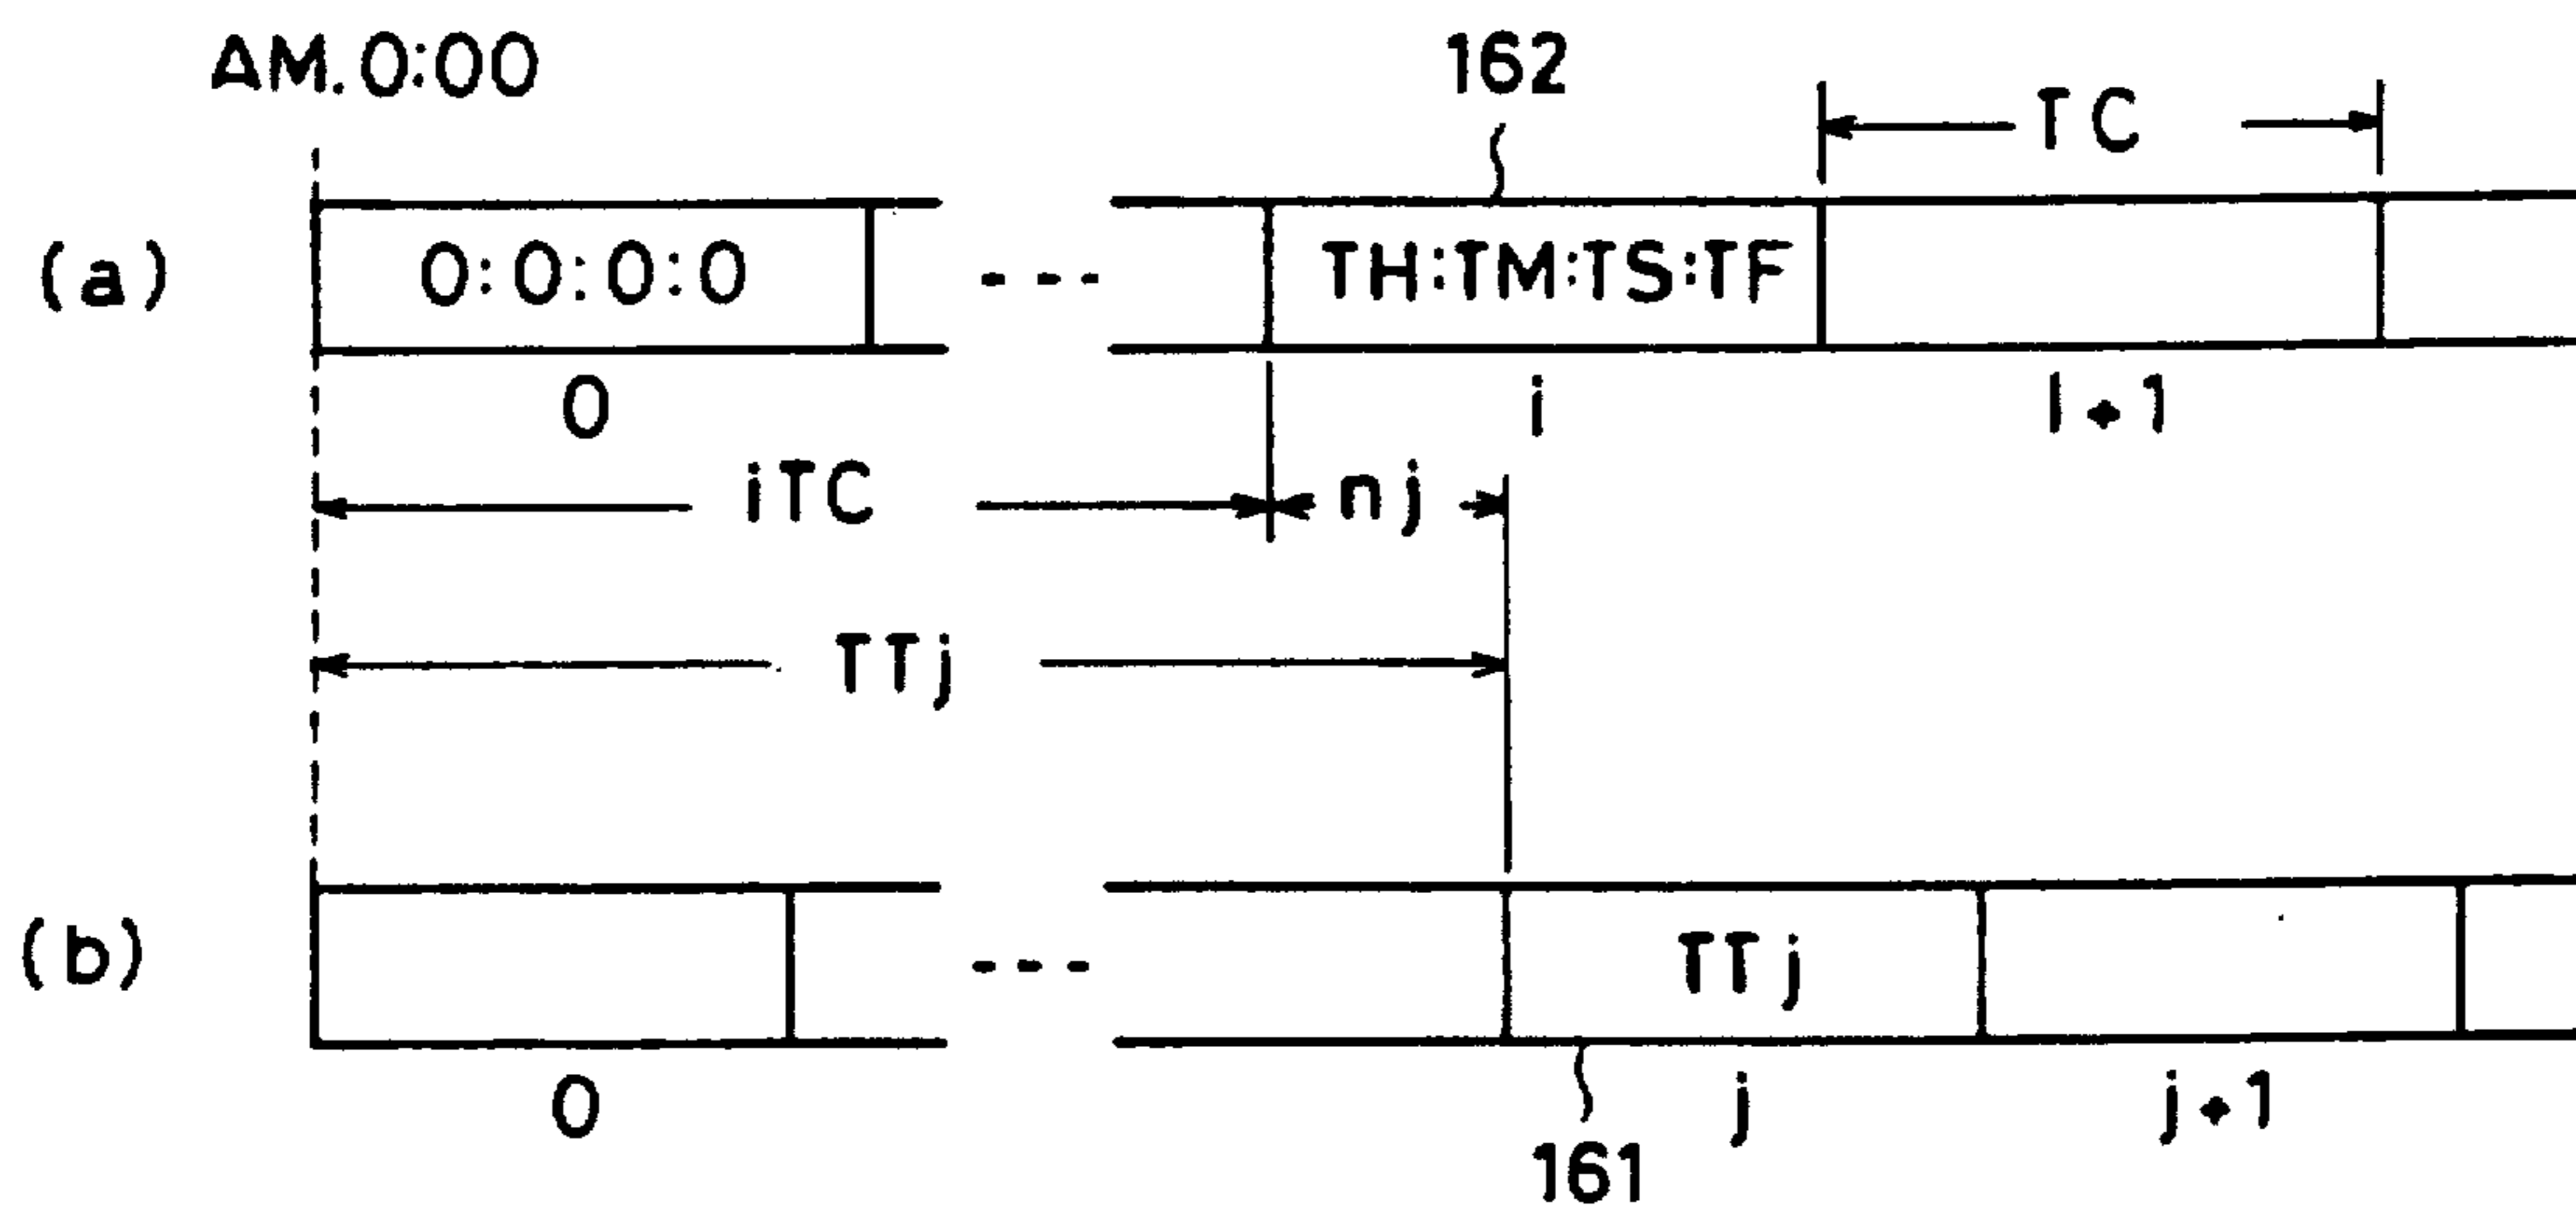 AM. 0:00
162
TC
(a)
0:0:0:0
---
TH:TM:TS:TF
0
i
i+1
iTC
nj
TTj
(b)
---
TTj
0
j
j+1
161